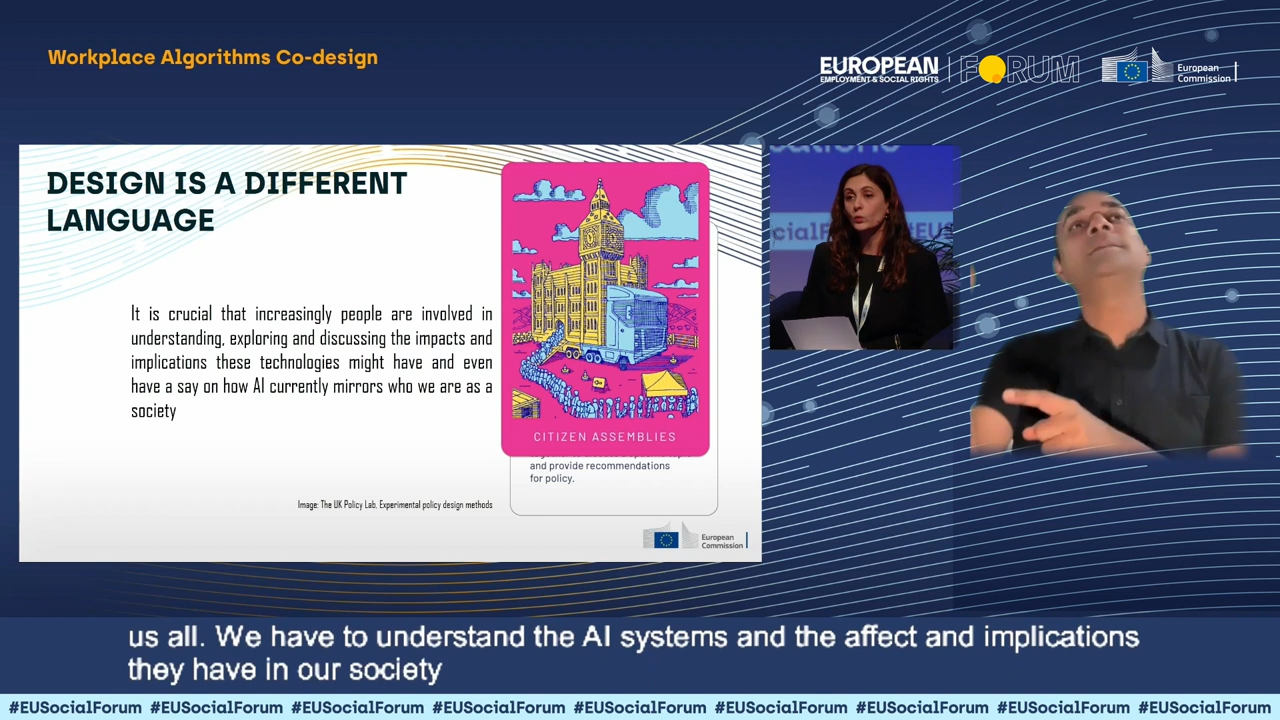 Workplace Algorithms Co-design
EUROPEAN
EMPLOYMENT & SOCIAL RIGHTS
FORUM
European
Commission
DESIGN IS A DIFFERENT
LANGUAGE
It is crucial that increasingly people are involved in
understanding, exploring and discussing the impacts and
implications these technologies might have and even
have a say on how AI currently mirrors who we are as a
society
Image: The UK Policy Lab. Experimental policy design methods
CITIZEN ASSEMBLIES
and provide recommendations
for policy.
European
Commission
us all. We have to understand the AI systems and the affect and implications
they have in our society
#EUSocialForum #EUSocialForum #EUSocialForum #EUSocialForum #EUSocialForum #EUSocialForum #EUSocialForum #EUSocialForum #EUSocialForum